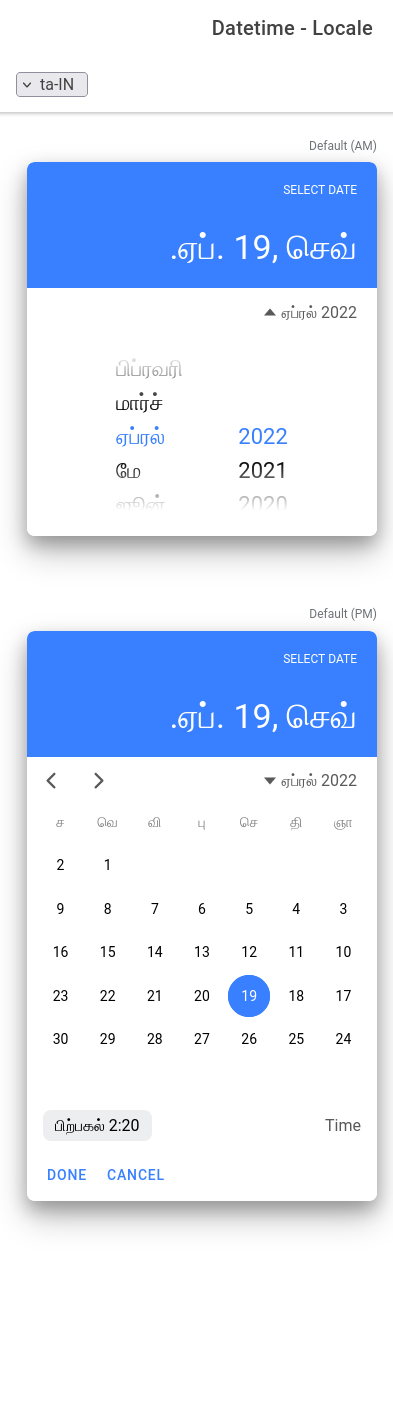 Datetime - Locale
ta-IN
Default (AM)
SELECT DATE
செவ், ஏப். 19.
ஏப்ரல் 2022
பிப்ரவரி
மார்ச்
ஏப்ரல் 2022
மே 2021
ஜூன் 2020
Default (PM)
SELECT DATE
செவ், ஏப். 19.
ஏப்ரல் 2022
ச வெ வி பு செ தி ஞா
2 1
9 8 7 6 5 4 3
16 15 14 13 12 11 10
23 22 21 20 19 18 17
30 29 28 27 26 25 24
பிற்பகல் 2:20 Time
DONE CANCEL